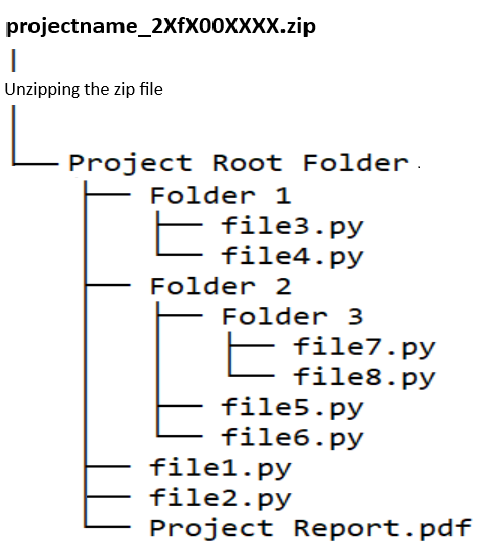 projectname_2XfX00XXXX.zip
Unzipping the zip file
Project Root Folder
Folder 1
file3.py
file4.py
Folder 2
Folder 3
file7.py
file8.py
file5.py
file6.py
file1.py
file2.py
Project Report.pdf